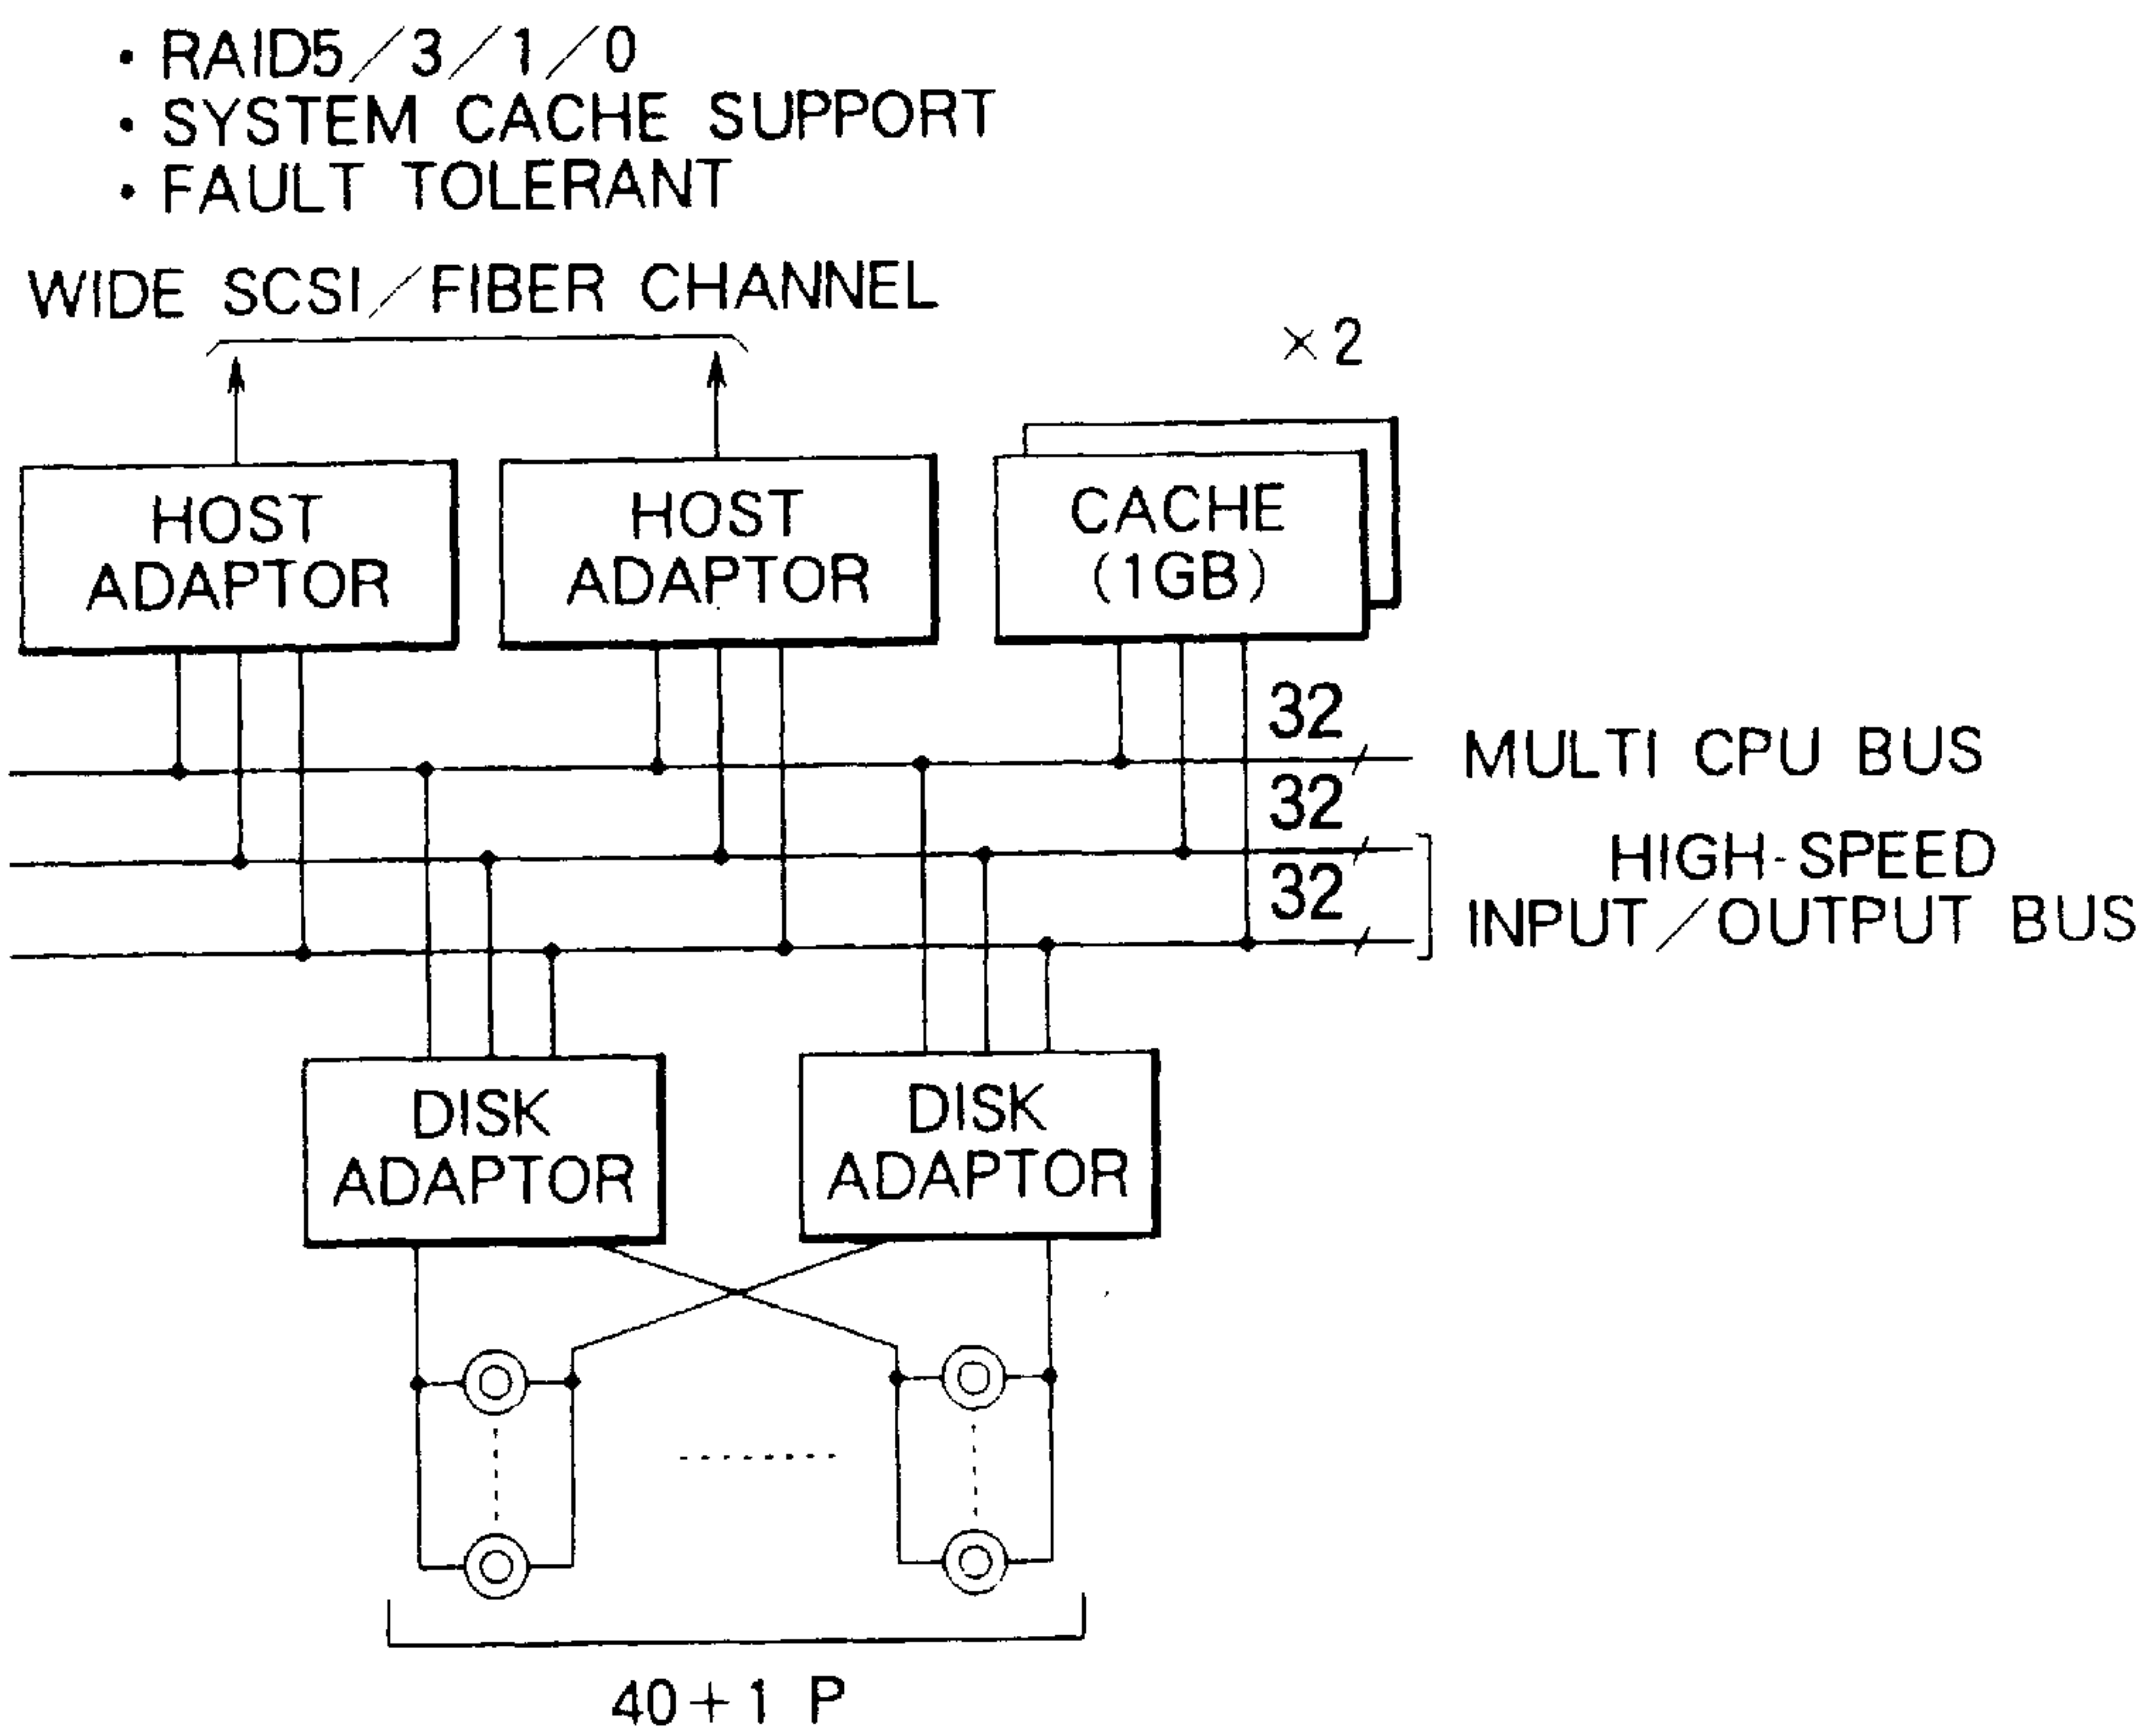 · RAID5/3/1/0
· SYSTEM CACHE SUPPORT
· FAULT TOLERANT
WIDE SCSI/FIBER CHANNEL
×2
HOST
ADAPTOR
HOST
ADAPTOR
CACHE
(1GB)
32
MULTI CPU BUS
32
32
HIGH-SPEED
INPUT/OUTPUT BUS
DISK
ADAPTOR
DISK
ADAPTOR
40+1 P